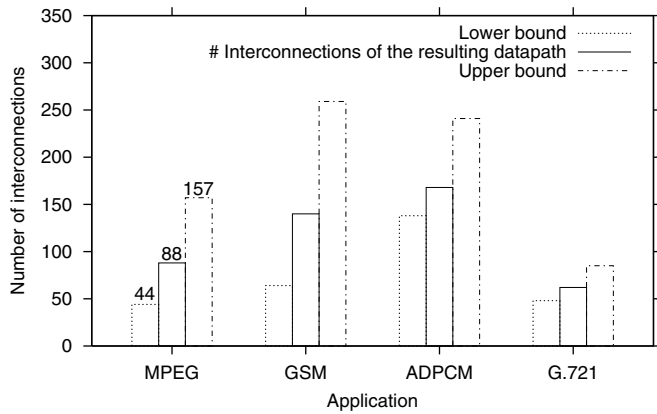 350
300
250
200
150
100
50
0
Number of interconnections
Lower bound
# Interconnections of the resulting datapath
Upper bound
44
88
157
MPEG
GSM
ADPCM
G.721
Application